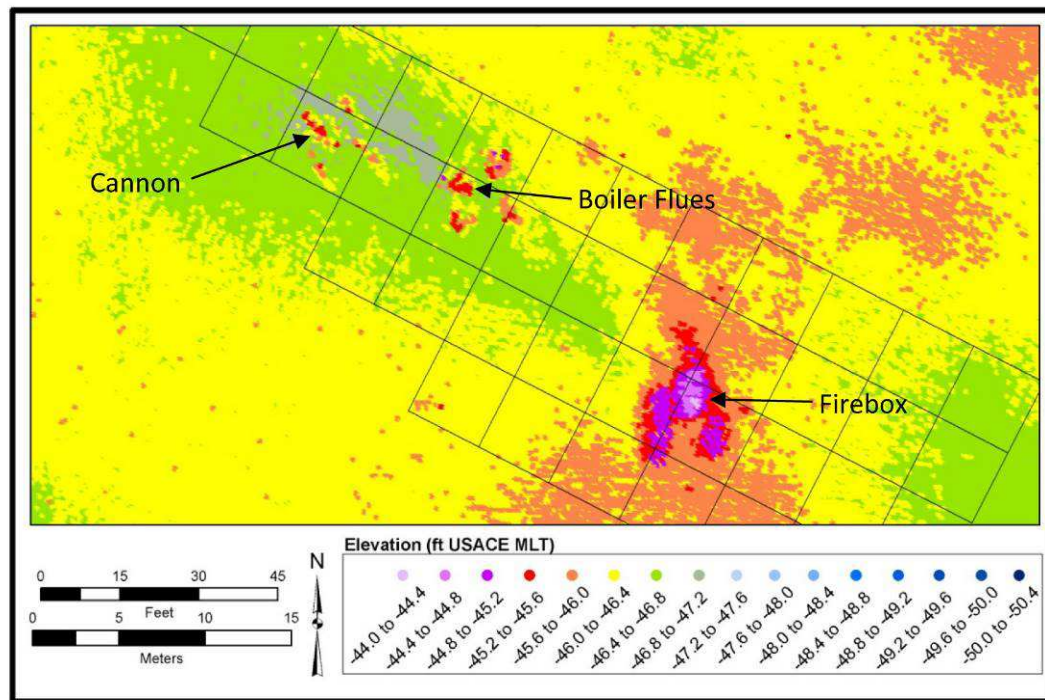 Cannon
Boiler Flues
Firebox
Elevation (ft USACE MLT)
N
0 15 30 45
Feet
0 5 10 15
Meters
-44.0 to -44.4
-44.4 to -44.8
-44.8 to -45.2
-45.2 to -45.6
-45.6 to -46.0
-46.0 to -46.4
-46.4 to -46.8
-46.8 to -47.2
-47.2 to -47.6
-47.6 to -48.0
-48.0 to -48.4
-48.4 to -48.8
-48.8 to -49.2
-49.2 to -49.6
-49.6 to -50.0
-50.0 to -50.4